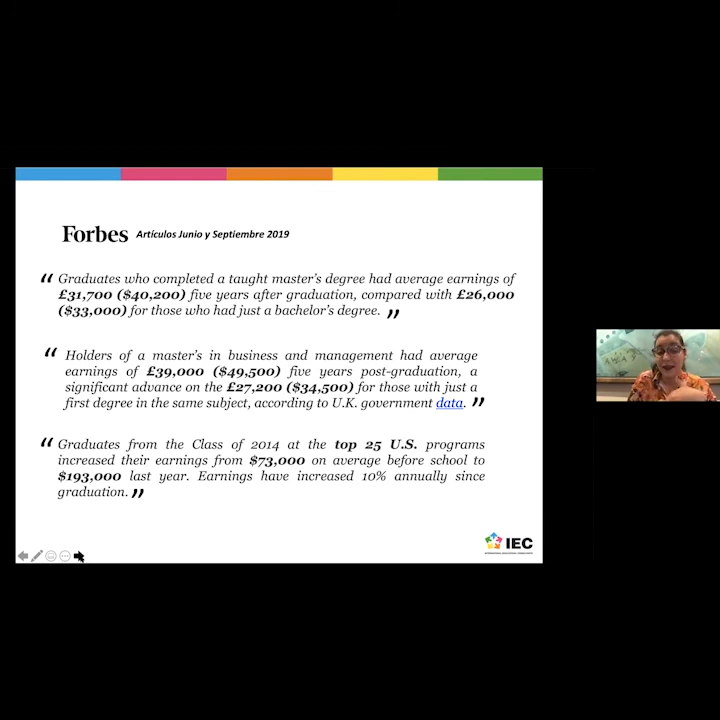 Forbes Artículos Junio y Septiembre 2019
“ Graduates who completed a taught master's degree had average earnings of
£31,700 ($40,200) five years after graduation, compared with £26,000
($33,000) for those who had just a bachelor's degree. ”
“ Holders of a master's in business and management had average
earnings of £39,000 ($49,500) five years post-graduation, a
significant advance on the £27,200 ($34,500) for those with just a
first degree in the same subject, according to U.K. government data. ”
“ Graduates from the Class of 2014 at the top 25 U.S. programs
increased their earnings from $73,000 on average before school to
$193,000 last year. Earnings have increased 10% annually since
graduation. ”
IEC
INTERNATIONAL EDUCATIONAL CONSULTANTS